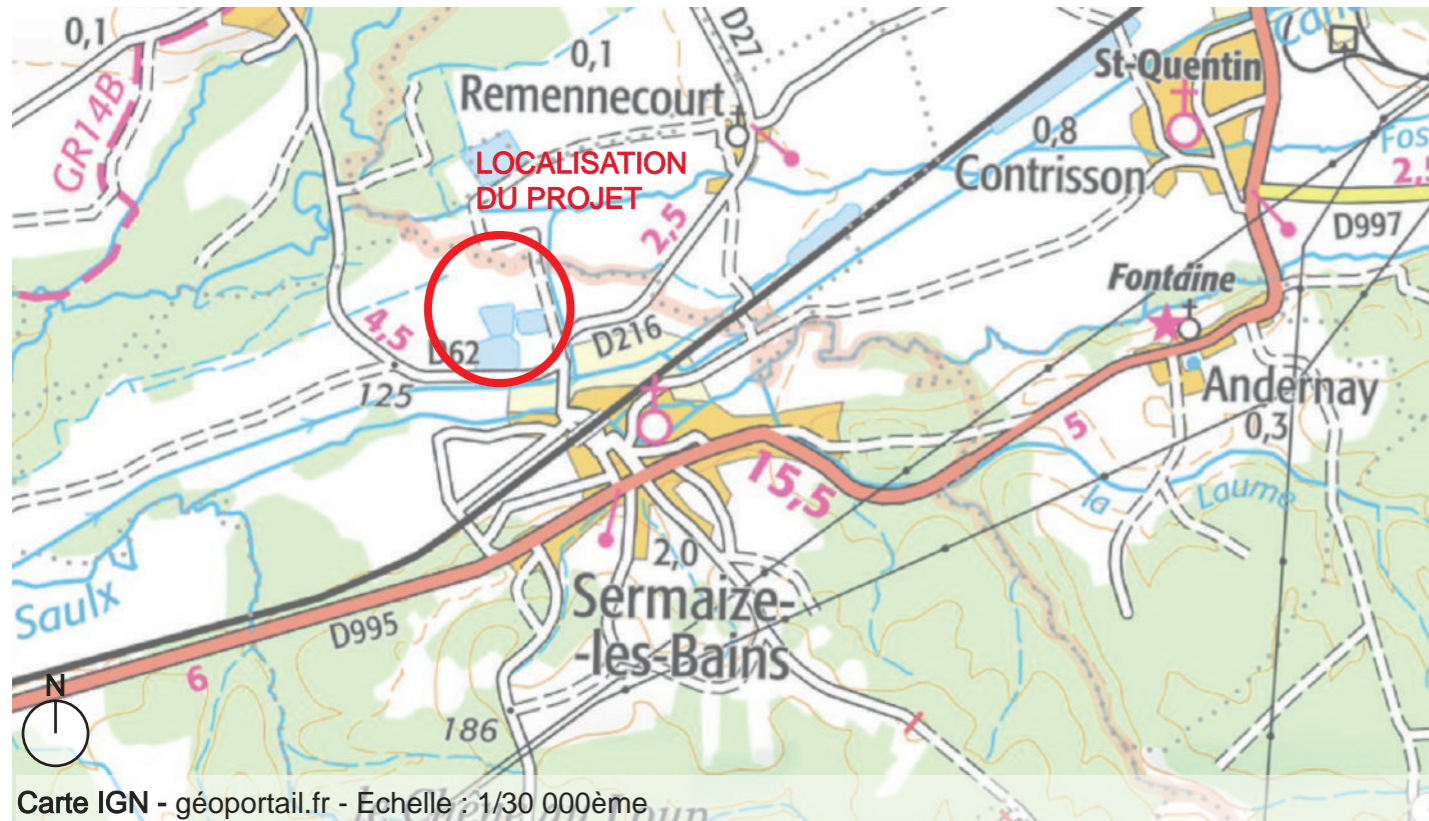 0,1
D27
Cana
0,1
St-Quentin
Remennecourt
0,8
Fos
GR14B
LOCALISATION
DU PROJET
Contrisson
2,5
2,5
D997
Fontaine
4,5
D62
D216
125
Andernay
0,3
5
15,5
la Laume
2,0
Saulx
Sermaize-
-les-Bains
D995
6
N
186
Carte IGN - géoportail.fr - Echelle : 1/30 000ème